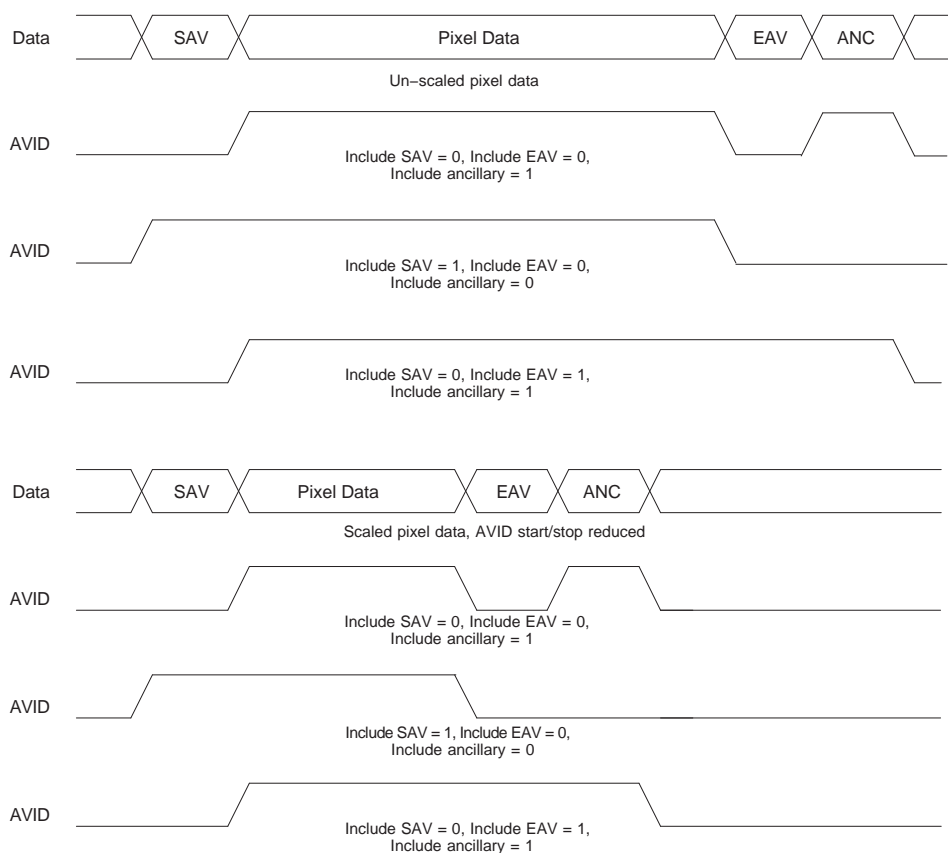 Data SAV Pixel Data EAV ANC
Un−scaled pixel data
AVID
Include SAV = 0, Include EAV = 0,
Include ancillary = 1
AVID
Include SAV = 1, Include EAV = 0,
Include ancillary = 0
AVID
Include SAV = 0, Include EAV = 1,
Include ancillary = 1
Data SAV Pixel Data EAV ANC
Scaled pixel data, AVID start/stop reduced
AVID
Include SAV = 0, Include EAV = 0,
Include ancillary = 1
AVID
Include SAV = 1, Include EAV = 0,
Include ancillary = 0
AVID
Include SAV = 0, Include EAV = 1,
Include ancillary = 1